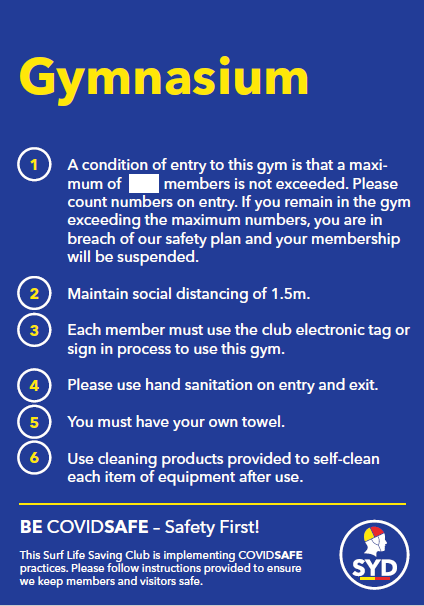 Gymnasium
1 A condition of entry to this gym is that a maxi-
mum of members is not exceeded. Please
count numbers on entry. If you remain in the gym
exceeding the maximum numbers, you are in
breach of our safety plan and your membership
will be suspended.
2 Maintain social distancing of 1.5m.
3 Each member must use the club electronic tag or
sign in process to use this gym.
4 Please use hand sanitation on entry and exit.
5 You must have your own towel.
6 Use cleaning products provided to self-clean
each item of equipment after use.
BE COVIDSAFE – Safety First!
This Surf Life Saving Club is implementing COVIDSAFE
practices. Please follow instructions provided to ensure
we keep members and visitors safe.
SYD